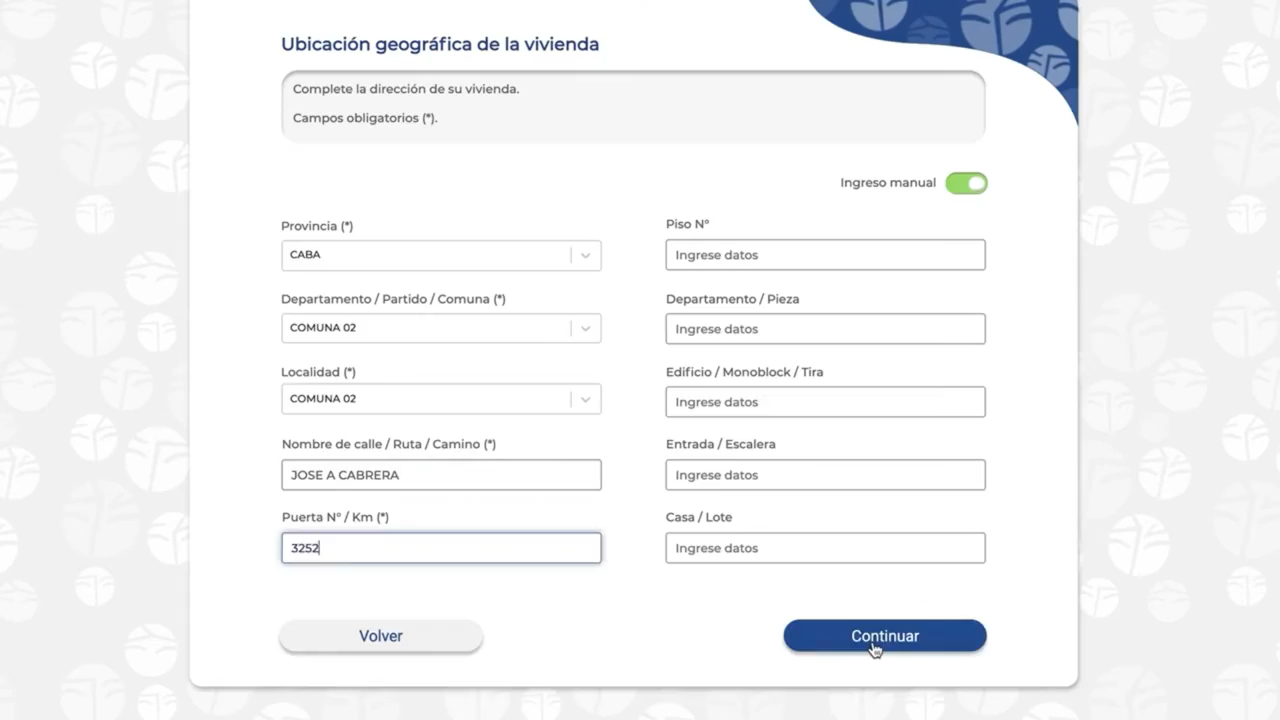 Ubicación geográfica de la vivienda
Complete la dirección de su vivienda.
Campos obligatorios (*).
Ingreso manual
Provincia (*)
CABA
Departamento / Partido / Comuna (*)
COMUNA 02
Localidad (*)
COMUNA 02
Nombre de calle / Ruta / Camino (*)
JOSE A CABRERA
Puerta N° / Km (*)
3252
Piso N°
Ingrese datos
Departamento / Pieza
Ingrese datos
Edificio / Monoblock / Tira
Ingrese datos
Entrada / Escalera
Ingrese datos
Casa / Lote
Ingrese datos
Volver
Continuar